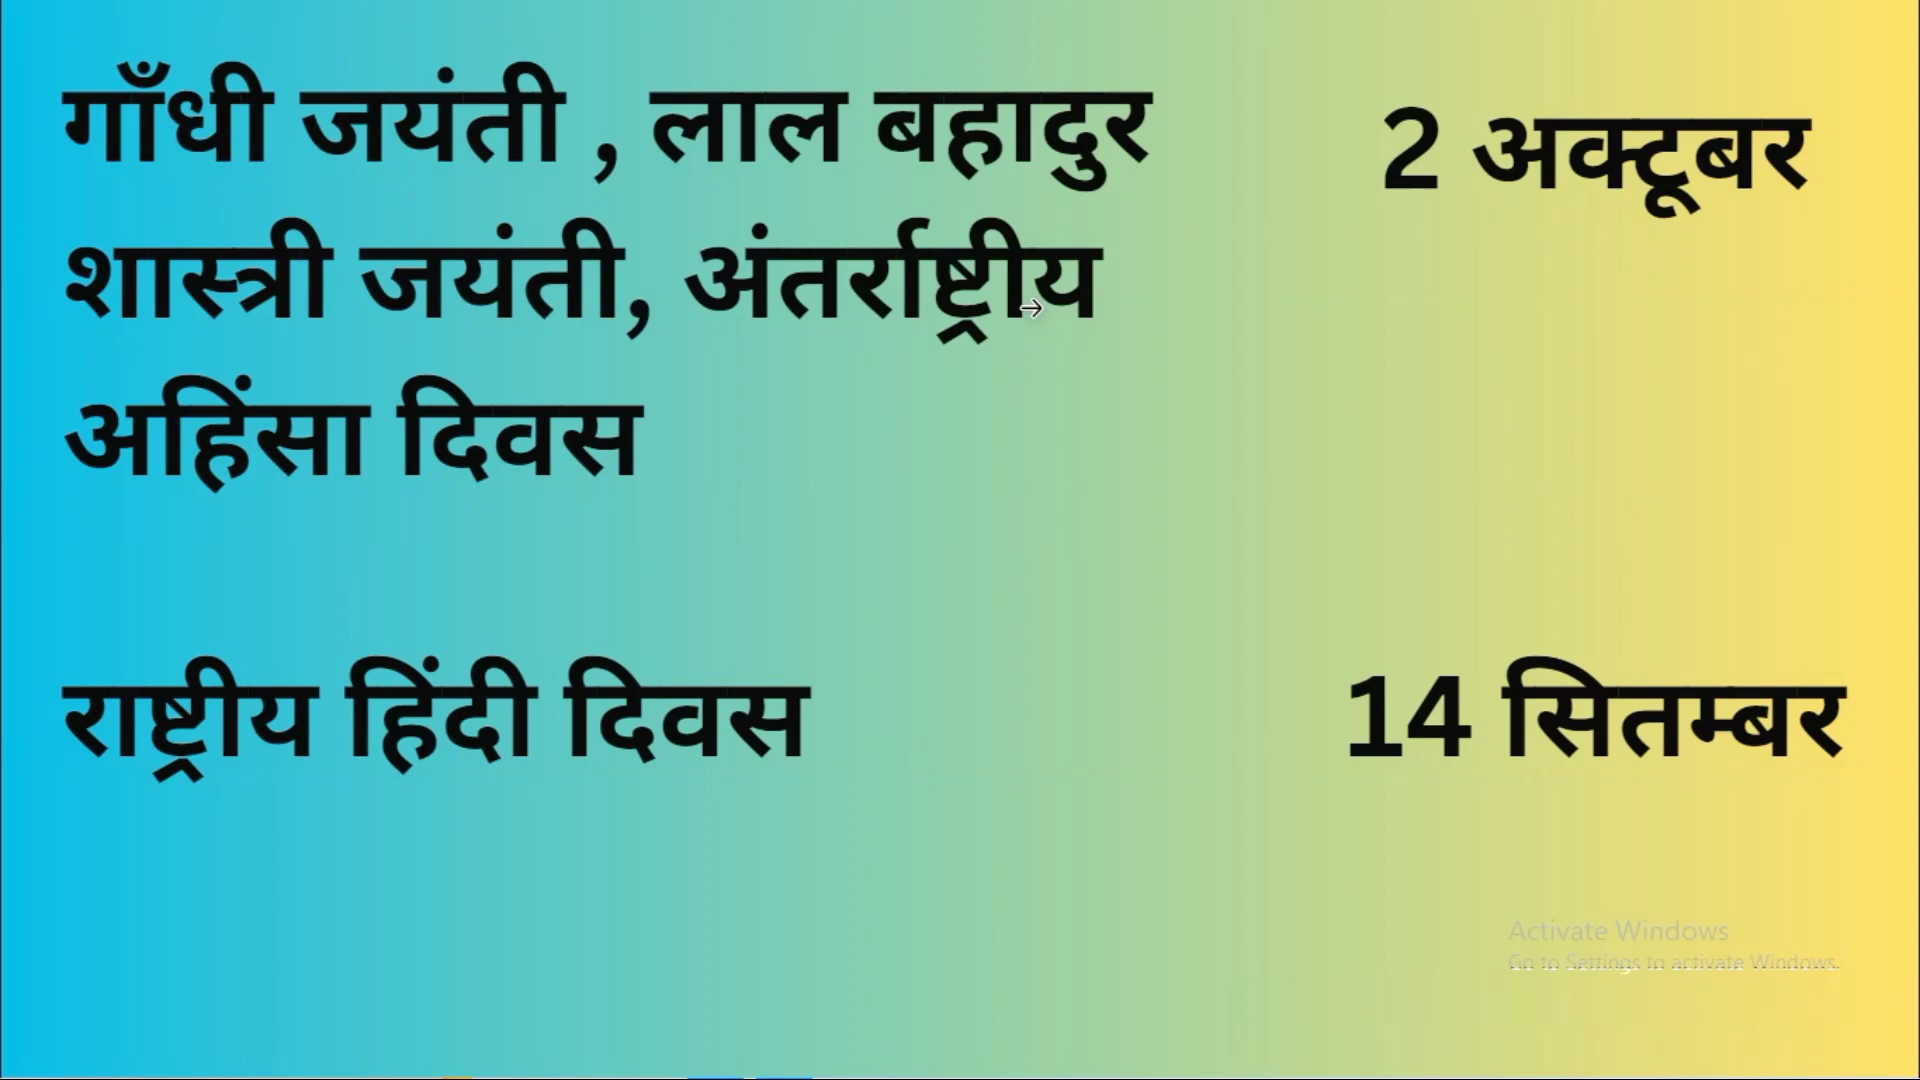 गाँधी जयंती , लाल बहादुर
शास्त्री जयंती, अंतर्राष्ट्रीय
अहिंसा दिवस
2 अक्टूबर
राष्ट्रीय हिंदी दिवस
14 सितम्बर
Activate Windows
Go to Settings to activate Windows.